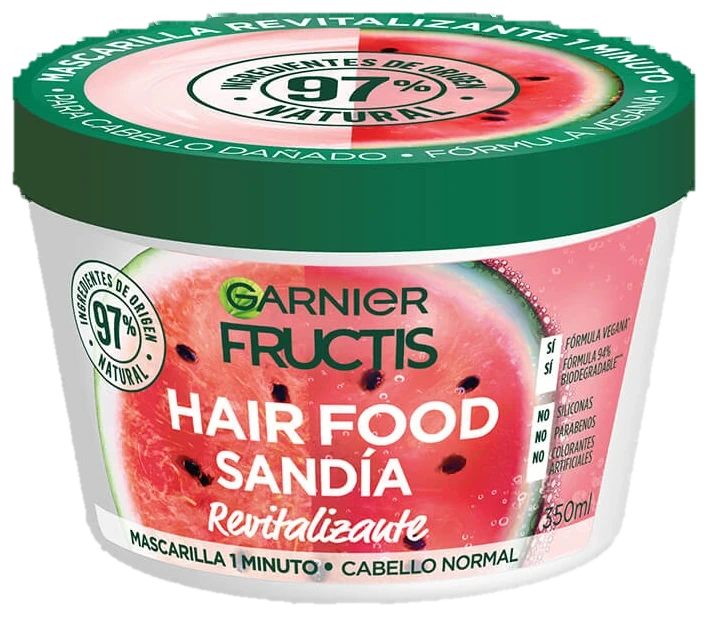 MASCARILLA REVITALIZANTE 1 MINUTO
INGREDIENTES DE ORIGEN
97%
• NATURAL •
• PARA CABELLO DAÑADO • FÓRMULA VEGANA •
INGREDIENTES DE ORIGEN
97%
• NATURAL •
GARNIER
FRUCTIS
HAIR FOOD
SANDÍA
Revitalizante
MASCARILLA 1 MINUTO • CABELLO NORMAL
SÍ FÓRMULA VEGANA*
SÍ FÓRMULA 94%
BIODEGRADABLE**
NO SILICONAS
NO PARABENOS
NO COLORANTES
ARTIFICIALES
350ml